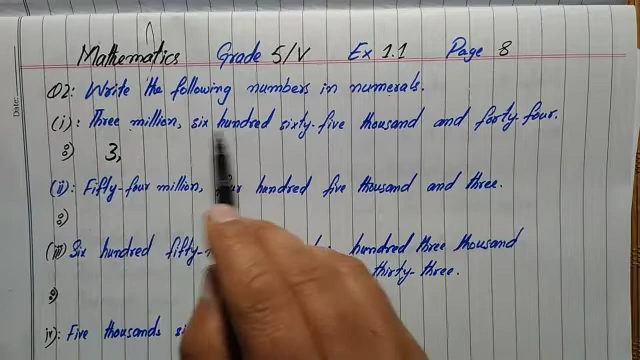 Mathematics Grade 5/V Ex 1.1 Page 8
Date:
Q2: Write the following numbers in numerals.
(i): Three million, six hundred sixty-five thousand and forty-four.
3,
(ii): Fifty-four million, hundred five thousand and three.
(iii) Six hundred fifty- hundred three thousand
thirty-three.
iv): Five thousands